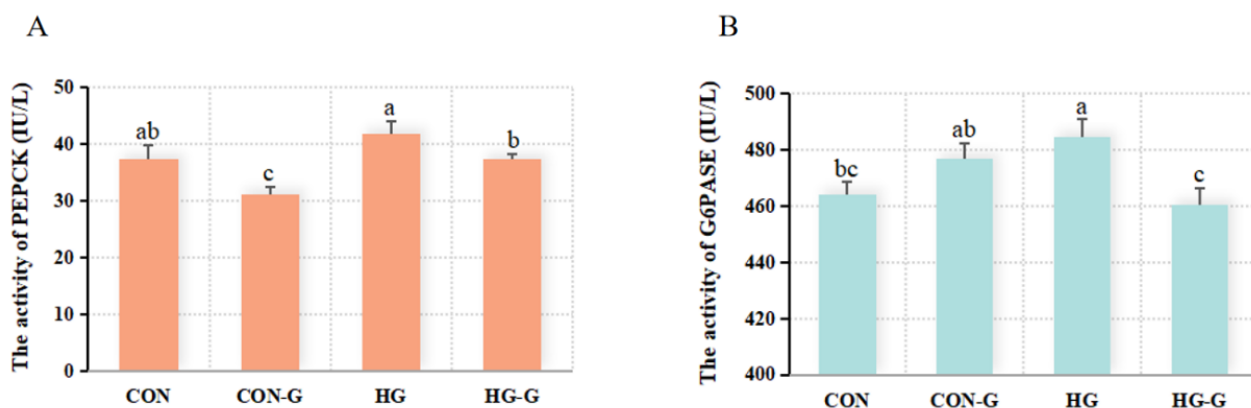 A
The activity of PEPCK (IU/L)
50
40
30
20
10
0
ab
c
a
b
CON
CON-G
HG
HG-G
B
The activity of G6PASE (IU/L)
500
480
460
440
420
400
bc
ab
a
c
CON
CON-G
HG
HG-G